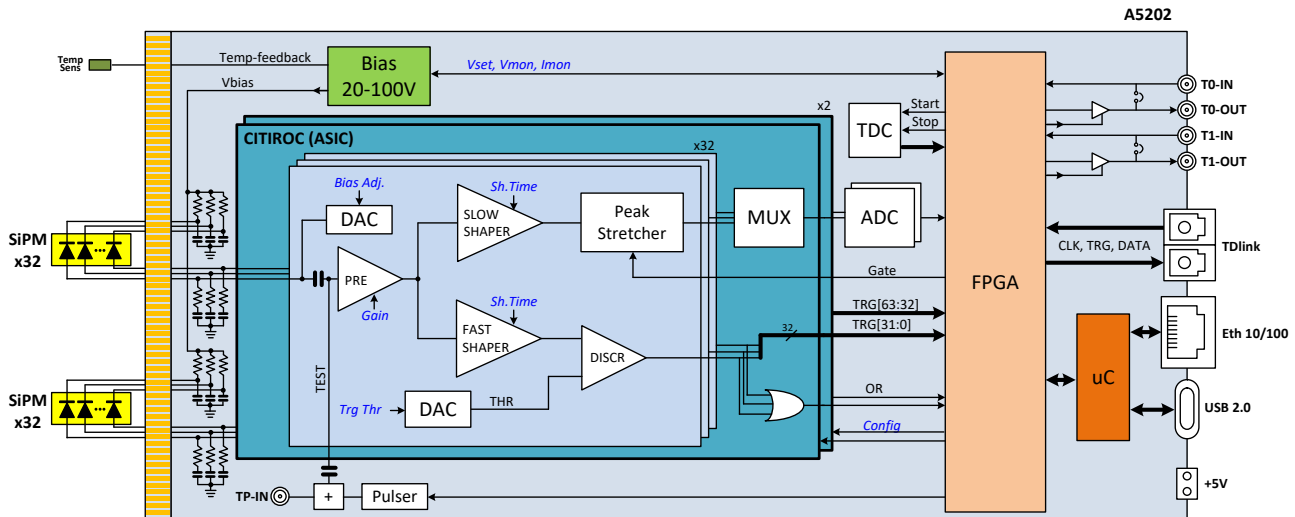 A5202
Temp
Sens
Temp-feedback
Vbias
Bias
20-100V
Vset, Vmon, Imon
T0-IN
T0-OUT
T1-IN
T1-OUT
x2
Start
Stop
TDC
CITIROC (ASIC)
x32
Bias Adj.
DAC
Sh.Time
SLOW
SHAPER
Peak
Stretcher
MUX
ADC
FPGA
SiPM
x32
PRE
Gain
Gate
CLK, TRG, DATA
TDlink
Sh.Time
FAST
SHAPER
DISCR
TRG[63:32]
32
TRG[31:0]
Eth 10/100
uC
TEST
SiPM
x32
Trg Thr
DAC
THR
OR
Config
USB 2.0
TP-IN
+
Pulser
+5V